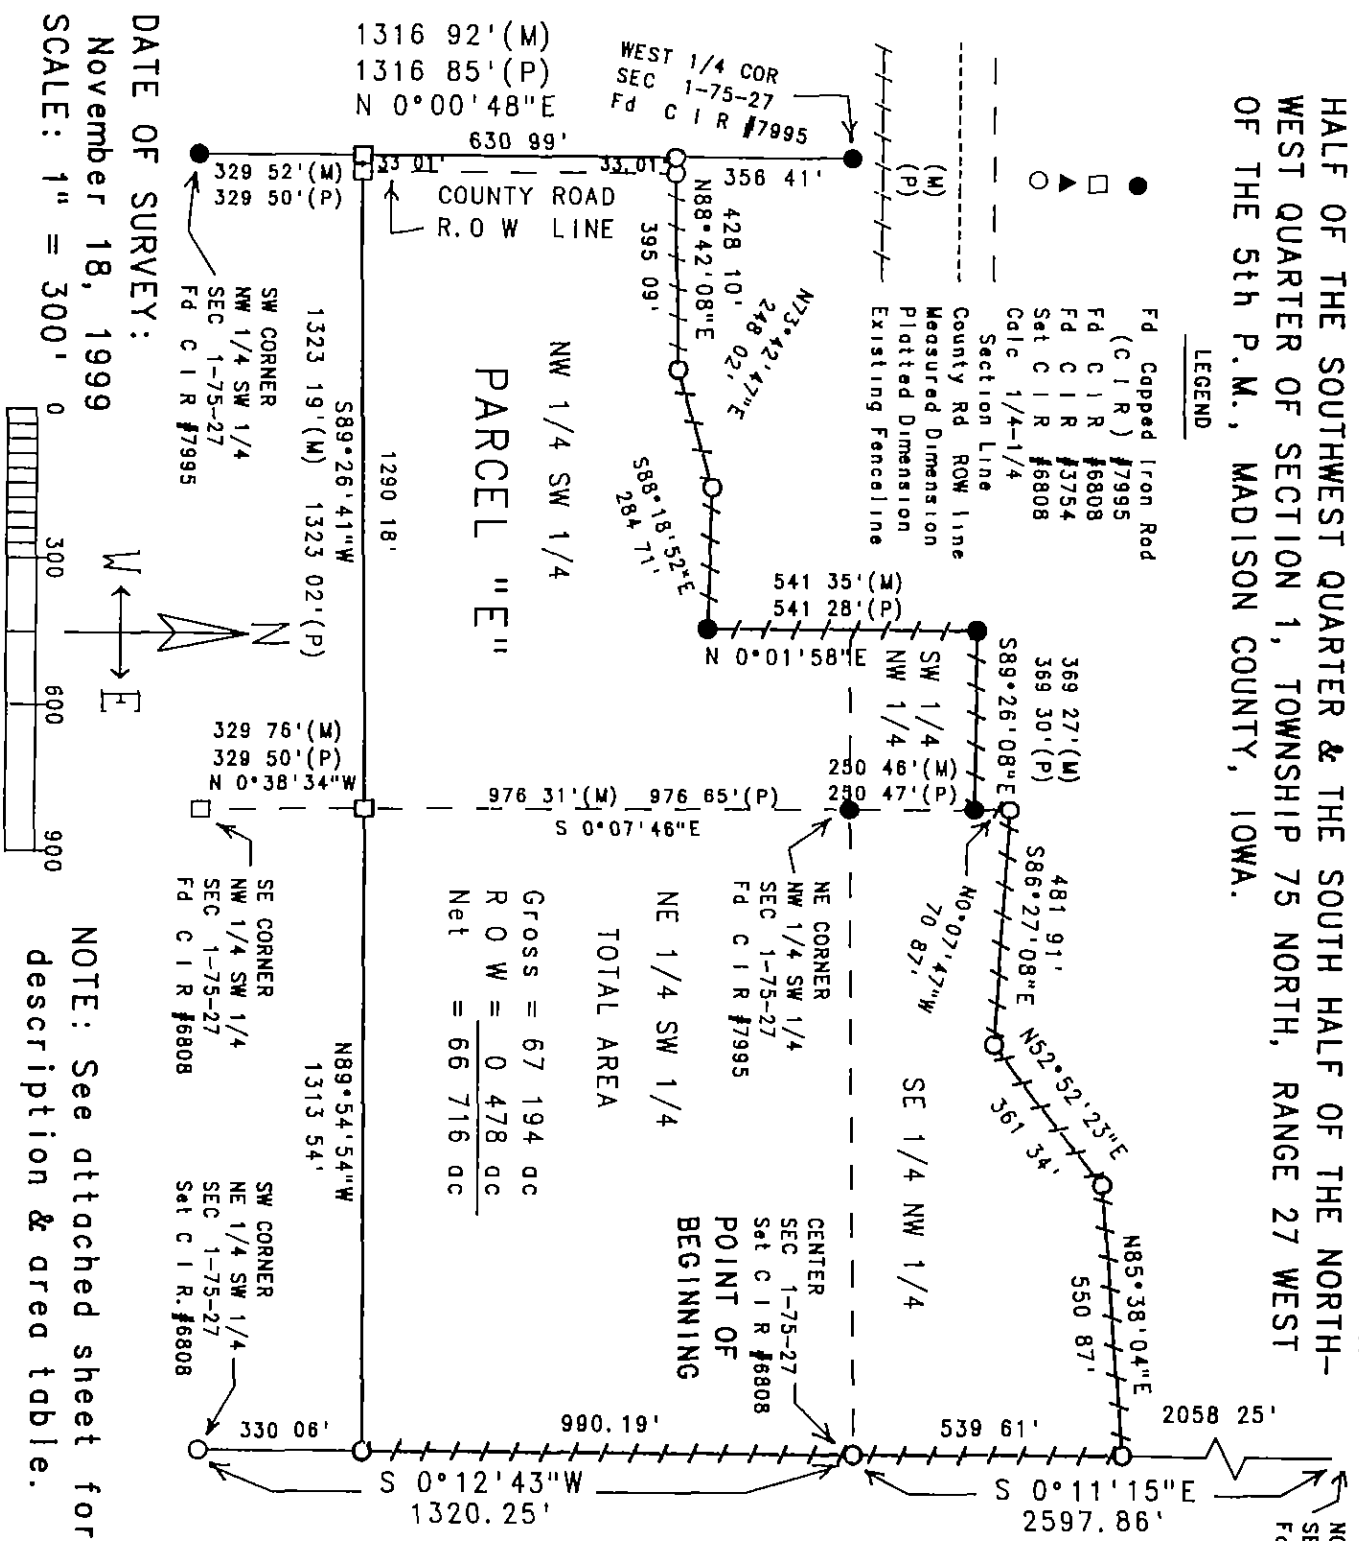 HALF OF THE SOUTHWEST QUARTER & THE SOUTH HALF OF THE NORTH-
WEST QUARTER OF SECTION 1, TOWNSHIP 75 NORTH, RANGE 27 WEST
OF THE 5th P.M., MADISON COUNTY, IOWA.
LEGEND
Fd Capped Iron Rod
(C I R) #7995
Fd C I R #6808
Fd C I R #3754
Set C I R #6808
Calc 1/4-1/4
Section Line
County Rd ROW line
(M) Measured Dimension
(P) Platted Dimension
Existing Fenceline
WEST 1/4 COR
SEC 1-75-27
Fd C I R #7995
1316 92'(M)
1316 85'(P)
N 0°00'48"E
630 99'
356 41'
33 01'
33.01'
329 52'(M)
329 50'(P)
COUNTY ROAD
R.O W LINE
428 10'
N88°42'08"E
395 09'
N73°42'47"E
248 02'
S88°18'52"E
284 71'
541 35'(M)
541 28'(P)
N 0°01'58"E
369 27'(M)
369 30'(P)
S89°26'08"E
SW 1/4
NW 1/4
250 46'(M)
250 47'(P)
N0°07'47"W
70 87'
481 91'
S86°27'08"E
N52°52'23"E
361 34'
N85°38'04"E
550 87'
2058 25'
539 61'
S 0°11'15"E
2597.86'
SE 1/4 NW 1/4
NW 1/4 SW 1/4
PARCEL "E"
NE CORNER
NW 1/4 SW 1/4
SEC 1-75-27
Fd C I R #7995
976 31'(M) 976 65'(P)
S 0°07'46"E
NE 1/4 SW 1/4
TOTAL AREA
Gross = 67 194 ac
R O W = 0 478 ac
Net = 66 716 ac
CENTER
SEC 1-75-27
Set C I R #6808
POINT OF
BEGINNING
990.19'
S 0°12'43"W
1320.25'
330 06'
1290 18'
S89°26'41"W
1323 19'(M) 1323 02'(P)
329 76'(M)
329 50'(P)
N 0°38'34"W
N89°54'54"W
1313 54'
SW CORNER
NW 1/4 SW 1/4
SEC 1-75-27
Fd C I R #7995
SE CORNER
NW 1/4 SW 1/4
SEC 1-75-27
Fd C I R #6808
SW CORNER
NE 1/4 SW 1/4
SEC 1-75-27
Set C I R. #6808
W N E
DATE OF SURVEY:
November 18, 1999
SCALE: 1" = 300'
0 300 600 900
NOTE: See attached sheet for
description & area table.